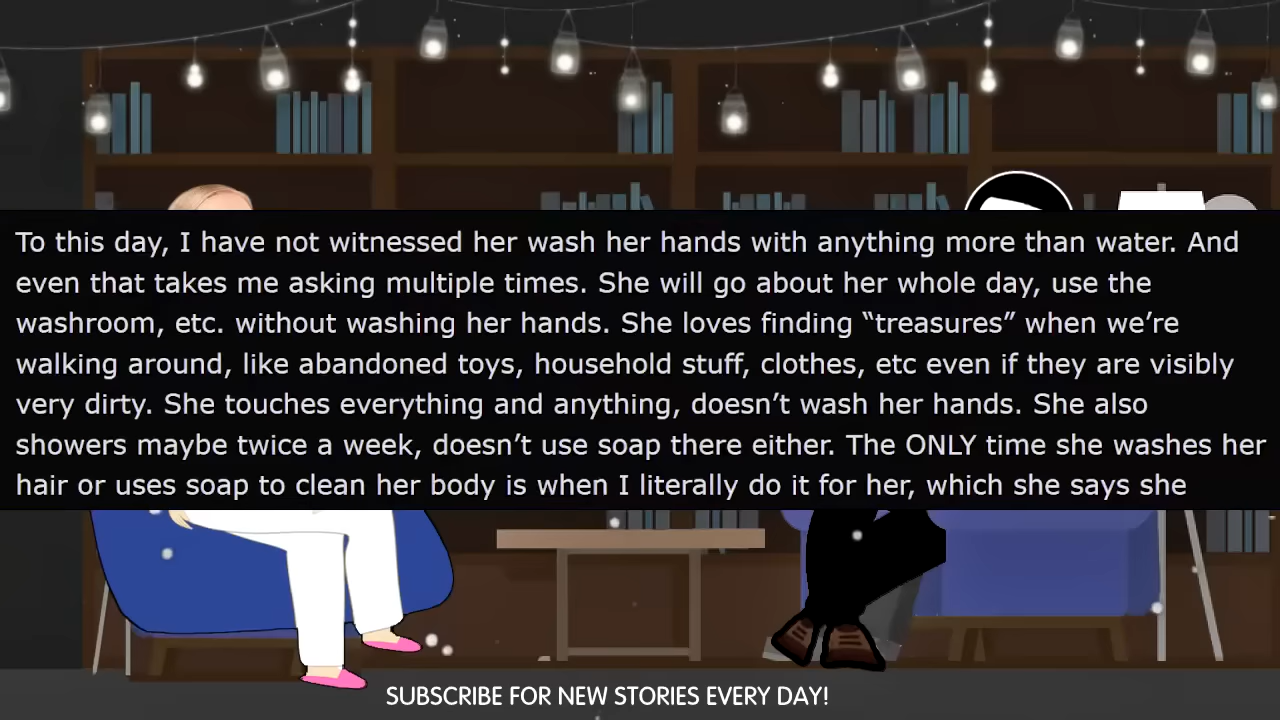 To this day, I have not witnessed her wash her hands with anything more than water. And
even that takes me asking multiple times. She will go about her whole day, use the
washroom, etc. without washing her hands. She loves finding “treasures” when we’re
walking around, like abandoned toys, household stuff, clothes, etc even if they are visibly
very dirty. She touches everything and anything, doesn’t wash her hands. She also
showers maybe twice a week, doesn’t use soap there either. The ONLY time she washes her
hair or uses soap to clean her body is when I literally do it for her, which she says she
SUBSCRIBE FOR NEW STORIES EVERY DAY!